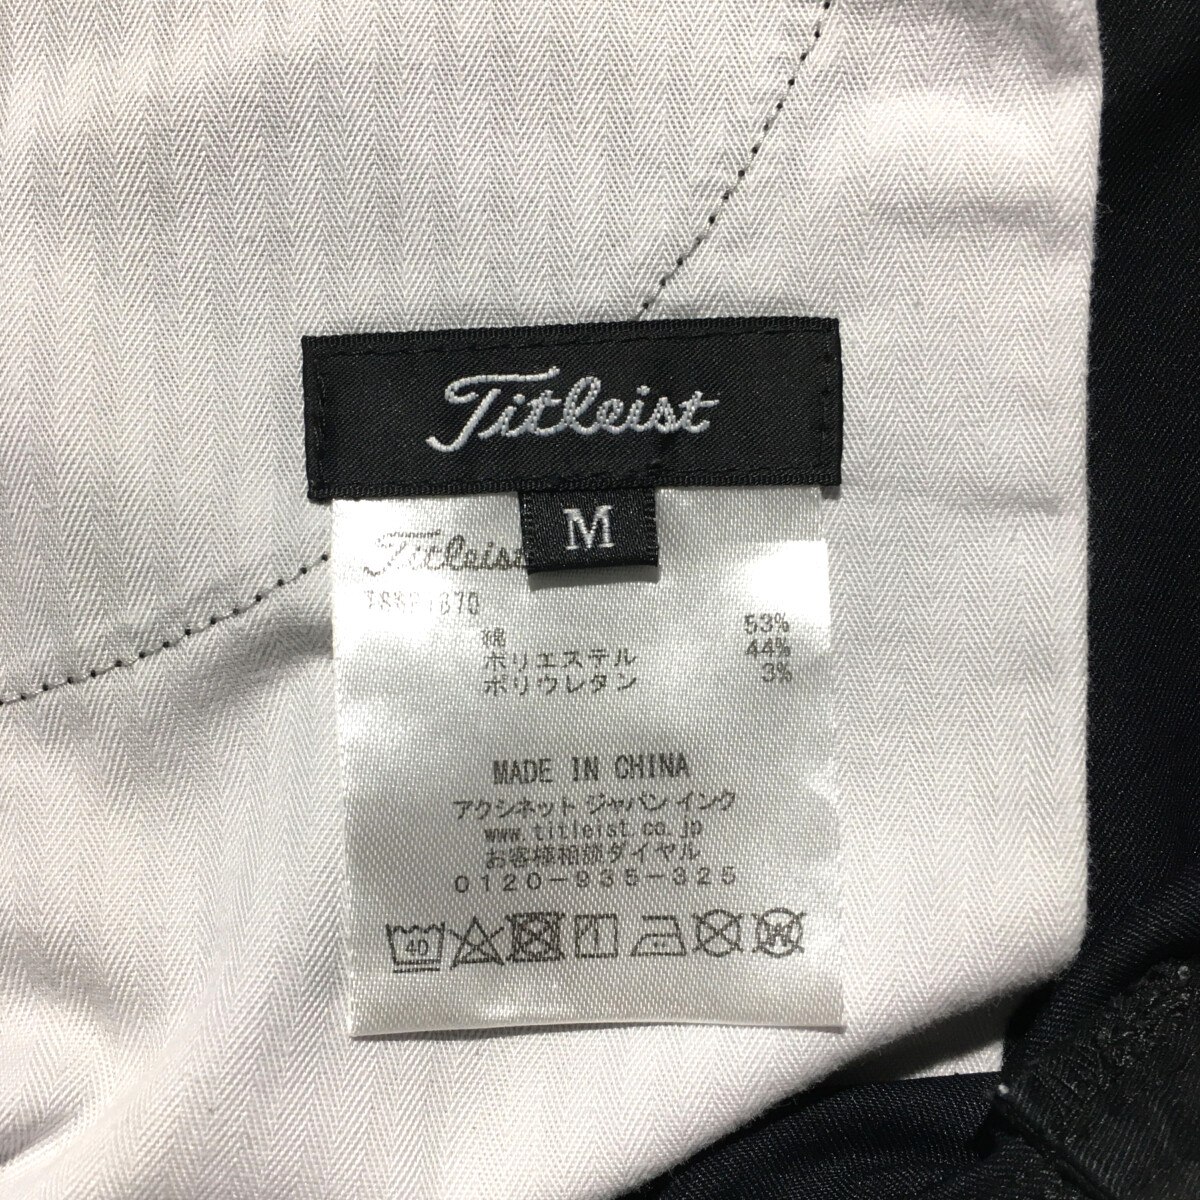 Titleist
M
Titleist
綿 53%
ポリエステル 44%
ポリウレタン 3%
MADE IN CHINA
アクシネット ジャパン インク
www.titleist.co.jp
お客様相談ダイヤル
0120-935-325
40